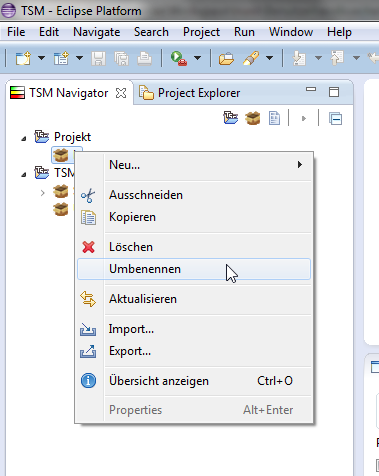 TSM - Eclipse Platform
File Edit Navigate Search Project Run Window Help
TSM Navigator Project Explorer
Projekt
TSM
Neu...
Ausschneiden
Kopieren
Löschen
Umbenennen
Aktualisieren
Import...
Export...
Übersicht anzeigen Ctrl+O
Properties Alt+Enter